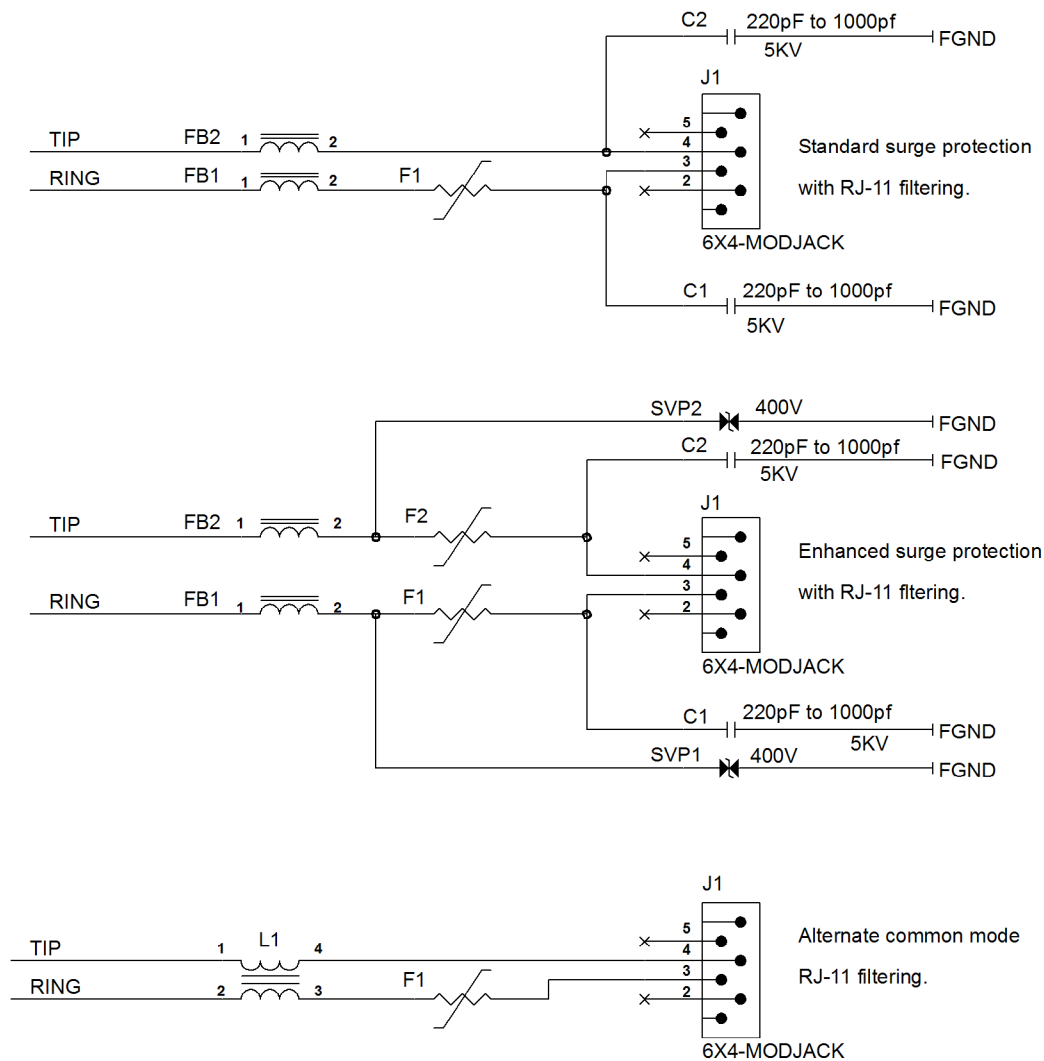 C2 220pF to 1000pf
5KV
FGND
J1
5
TIP FB2 1 2 4
Standard surge protection
3
RING FB1 1 2 F1 2
with RJ-11 filtering.
6X4-MODJACK
C1 220pF to 1000pf
5KV
FGND
SVP2 400V
FGND
C2 220pF to 1000pf
5KV
FGND
J1
TIP FB2 1 2 F2
5
Enhanced surge protection
4
3
RING FB1 1 2 F1 2
with RJ-11 fltering.
6X4-MODJACK
C1 220pF to 1000pf
5KV
FGND
SVP1 400V
FGND
J1
5
Alternate common mode
TIP 1 L1 4 4
3
RJ-11 filtering.
RING 2 3 F1 2
6X4-MODJACK